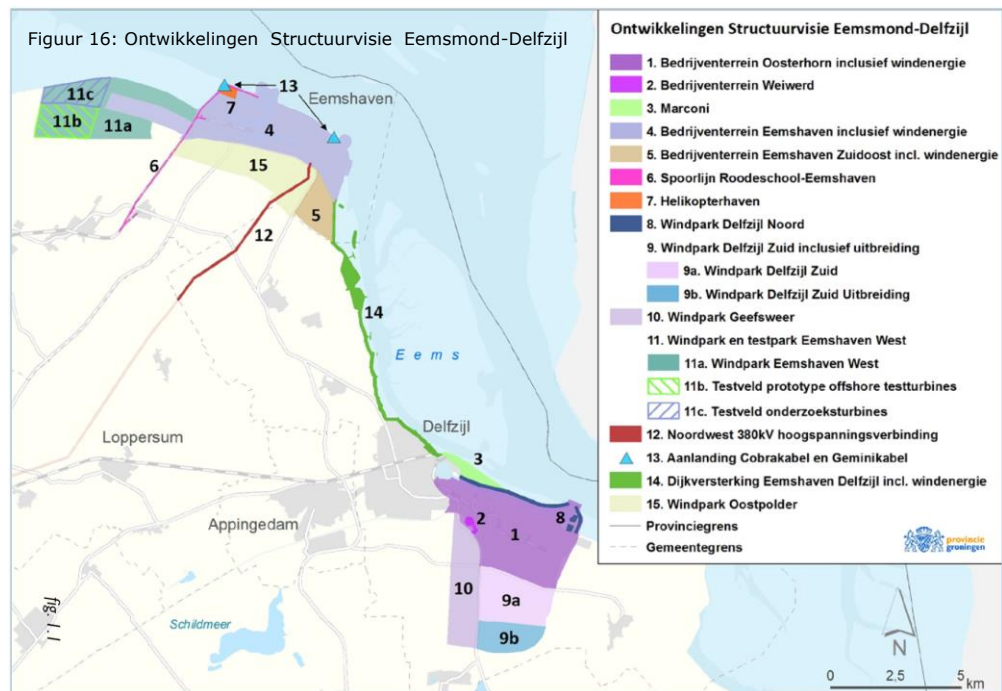 Figuur 16: Ontwikkelingen Structuurvisie Eemsmond-Delfzijl
13
Eemshaven
7
11c
11b
11a
4
6
15
5
12
14
Eems
Delfzijl
Loppersum
3
Appingedam
2
1
8
10
9a
9b
Schildmeer
fig. 1.1
Ontwikkelingen Structuurvisie Eemsmond-Delfzijl
1. Bedrijventerrein Oosterhorn inclusief windenergie
2. Bedrijventerrein Weiwerd
3. Marconi
4. Bedrijventerrein Eemshaven inclusief windenergie
5. Bedrijventerrein Eemshaven Zuidoost incl. windenergie
6. Spoorlijn Roodeschool-Eemshaven
7. Helikopterhaven
8. Windpark Delfzijl Noord
9. Windpark Delfzijl Zuid inclusief uitbreiding
9a. Windpark Delfzijl Zuid
9b. Windpark Delfzijl Zuid Uitbreiding
10. Windpark Geefsweer
11. Windpark en testpark Eemshaven West
11a. Windpark Eemshaven West
11b. Testveld prototype offshore testturbines
11c. Testveld onderzoeksturbines
12. Noordwest 380kV hoogspanningsverbinding
13. Aanlanding Cobrakabel en Geminikabel
14. Dijkversterking Eemshaven Delfzijl incl. windenergie
15. Windpark Oostpolder
Provinciegrens
Gemeentegrens
provincie
groningen
N
0 2.5 5
km